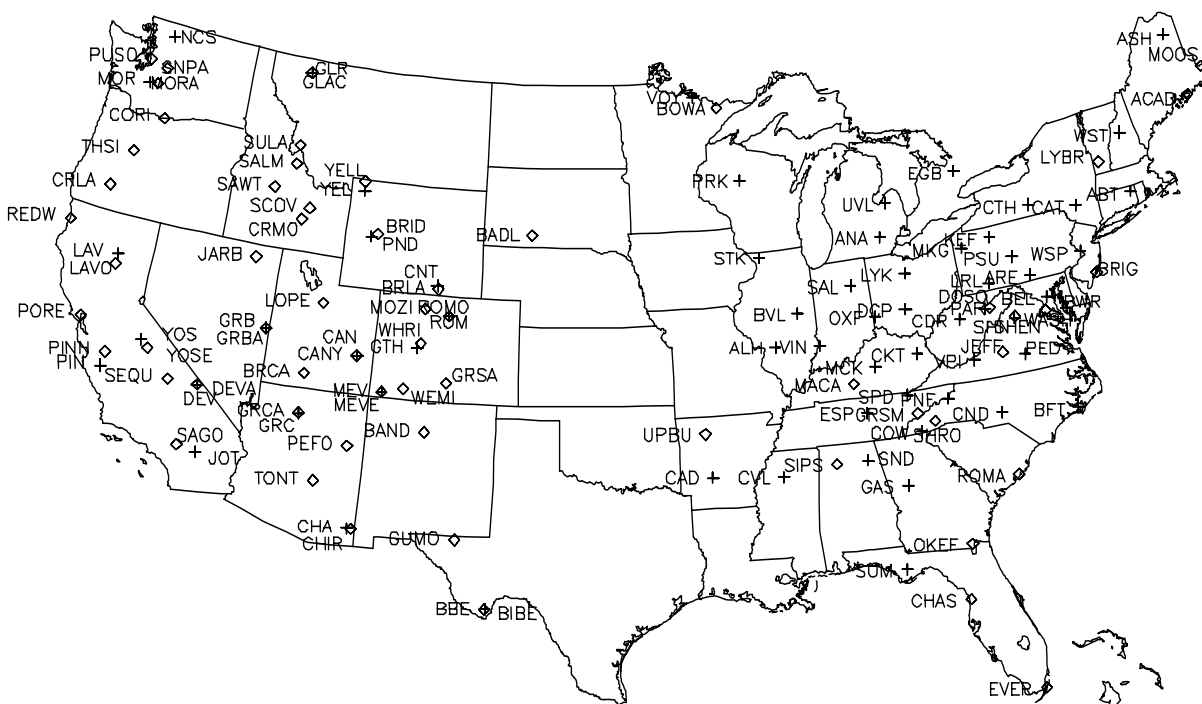 NCS
ASH
MOOS
PUSO
SNPA
GLR
MOR
MORA
GLAC
VOY
BOWA
ACAD
CORI
WST
THSI
SULA
LYBR
SALM
YELL
EGB
CRLA
SAWT
YEL
PRK
ABT
REDW
SCOV
UVL
CTH
CAT
CRMO
BRID
BADL
ANA
KEF
LAV
PND
MKG
PSU
WSP
LAVO
JARB
STK
CNT
LYK
ARE
BRIG
BRLA
SAL
LRL
LOPE
MOZI
ROMO
DOSO
BEL
PORE
GRB
ROM
BVL
OXF
DCP
CDR
PAR
BWR
GRBA
WHRI
SPN
SHEN
WA
YOS
CAN
PINN
GTH
ALH
VIN
JEFF
PED
YOSE
CANY
CKT
VPI
PIN
BRCA
MCK
SEQU
GRSA
MACA
DEVA
MEV
WEMI
SPD
DEV
MEVE
NF
GRCA
ESP
GRSM
CND
BFT
GRC
SAGO
BAND
UPBU
COW
SHRO
PEFO
JOT
SIPS
SND
TONT
CAD
CVL
GAS
ROMA
CHA
CHIR
GUMO
OKEF
SUM
CHAS
BBE
BIBE
EVER